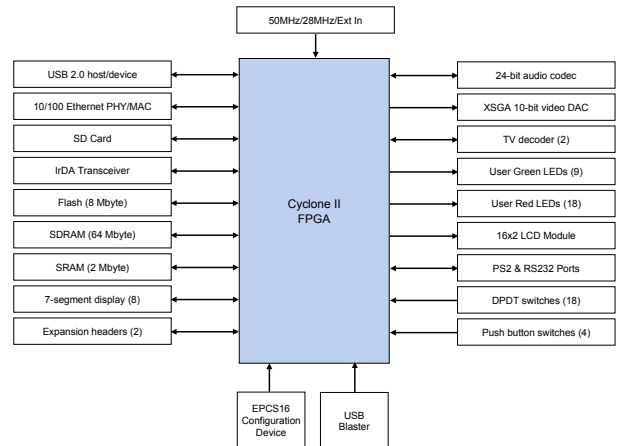 50MHz/28MHz/Ext In
USB 2.0 host/device
10/100 Ethernet PHY/MAC
SD Card
IrDA Transceiver
Flash (8 Mbyte)
SDRAM (64 Mbyte)
SRAM (2 Mbyte)
7-segment display (8)
Expansion headers (2)
Cyclone II
FPGA
24-bit audio codec
XSGA 10-bit video DAC
TV decoder (2)
User Green LEDs (9)
User Red LEDs (18)
16x2 LCD Module
PS2 & RS232 Ports
DPDT switches (18)
Push button switches (4)
EPCS16
Configuration
Device
USB
Blaster